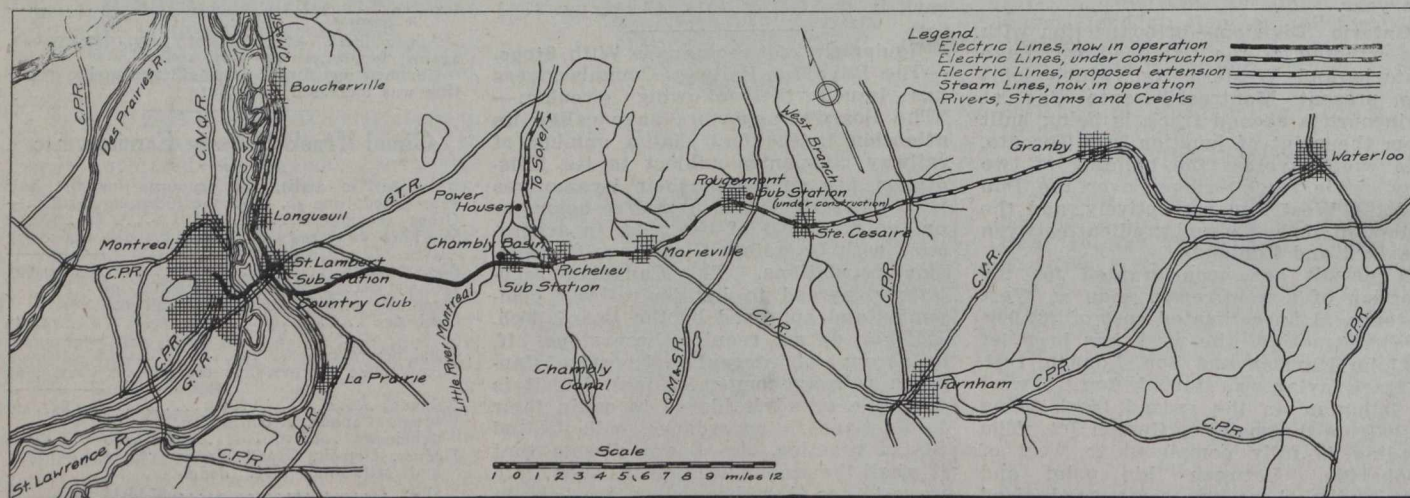 Legend.
Electric Lines, now in operation
Electric Lines, under construction
Electric Lines, proposed extension
Steam Lines, now in operation
Rivers, Streams and Creeks
C.P.R.
Des Prairies R.
C.N.Q.R.
Q.M.&S.R.
Boucherville
Longueuil
Montreal
C.P.R.
St. Lambert
Sub Station
Country Club
C.P.R.
G.T.R.
La Prairie
G.T.R.
C.P.R.
St. Lawrence R.
G.T.R.
To Sorel
Power
House
Chambly Basin
Sub Station
Richelieu
Little River Montreal
Chambly
Canal
Marieville
Rougemont
Sub Station
(under construction)
West Branch
Ste. Cesaire
Q.M.&S.R.
C.V.R.
C.P.R.
C.V.R.
Granby
Farnham
C.P.R.
C.P.R.
C.P.R.
Waterloo
Scale
1 0 1 2 3 4 5 6 7 8 9 miles 12